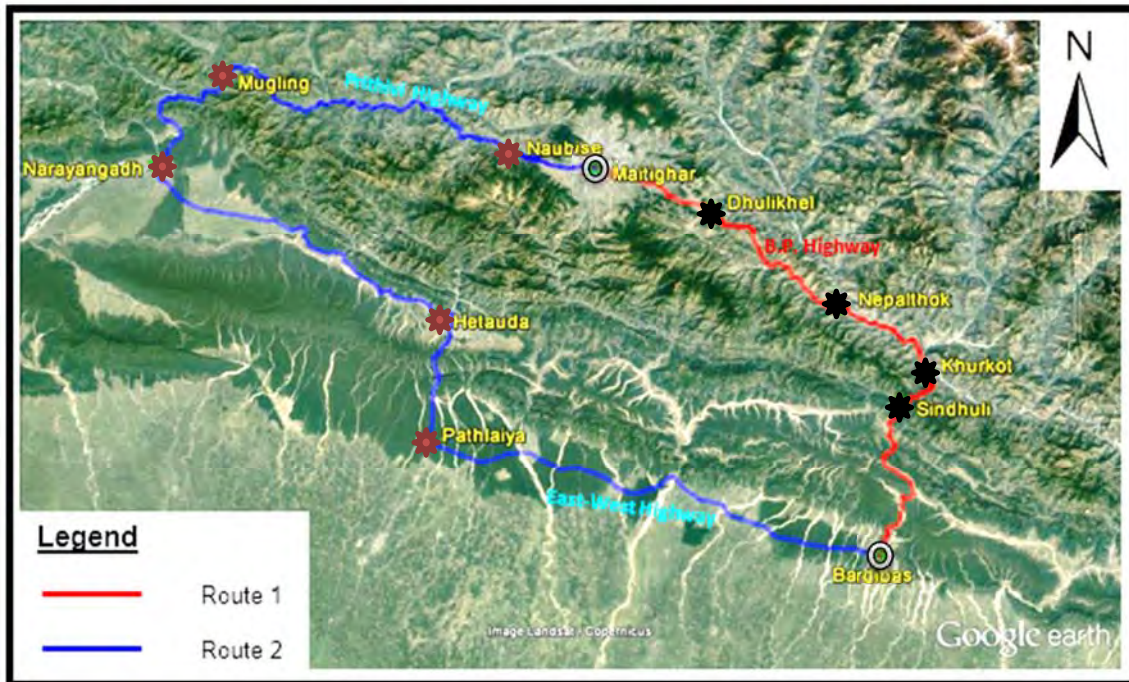 N
Mugling
Prithivi Highway
Naubise
Maitighar
Narayangadh
Dhulikhel
B.P. Highway
Nepalthok
Hetauda
Khurkot
Sindhuli
Pathlaiya
East-West Highway
Bardibas
Legend
Route 1
Route 2
Image Landsat / Copernicus
Google earth